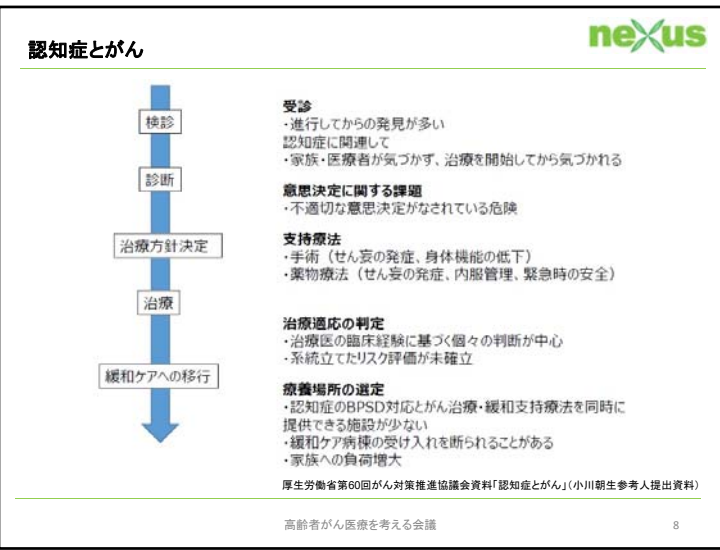 認知症とがん
nexus
検診
診断
治療方針決定
治療
緩和ケアへの移行
受診
・進行してからの発見が多い
認知症に関連して
・家族・医療者が気づかず、治療を開始してから気づかれる
意思決定に関する課題
・不適切な意思決定がなされている危険
支持療法
・手術（せん妄の発症、身体機能の低下）
・薬物療法（せん妄の発症、内服管理、緊急時の安全）
治療適応の判定
・治療医の臨床経験に基づく個々の判断が中心
・系統立てたリスク評価が未確立
療養場所の選定
・認知症のBPSD対応とがん治療・緩和支持療法を同時に
提供できる施設が少ない
・緩和ケア病棟の受け入れを断られることがある
・家族への負荷増大
厚生労働省第60回がん対策推進協議会資料「認知症とがん」（小川朝生参考人提出資料）
高齢者がん医療を考える会議
8